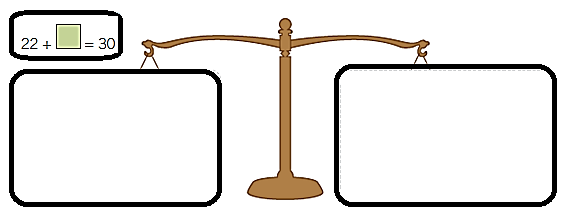 22 + = 30